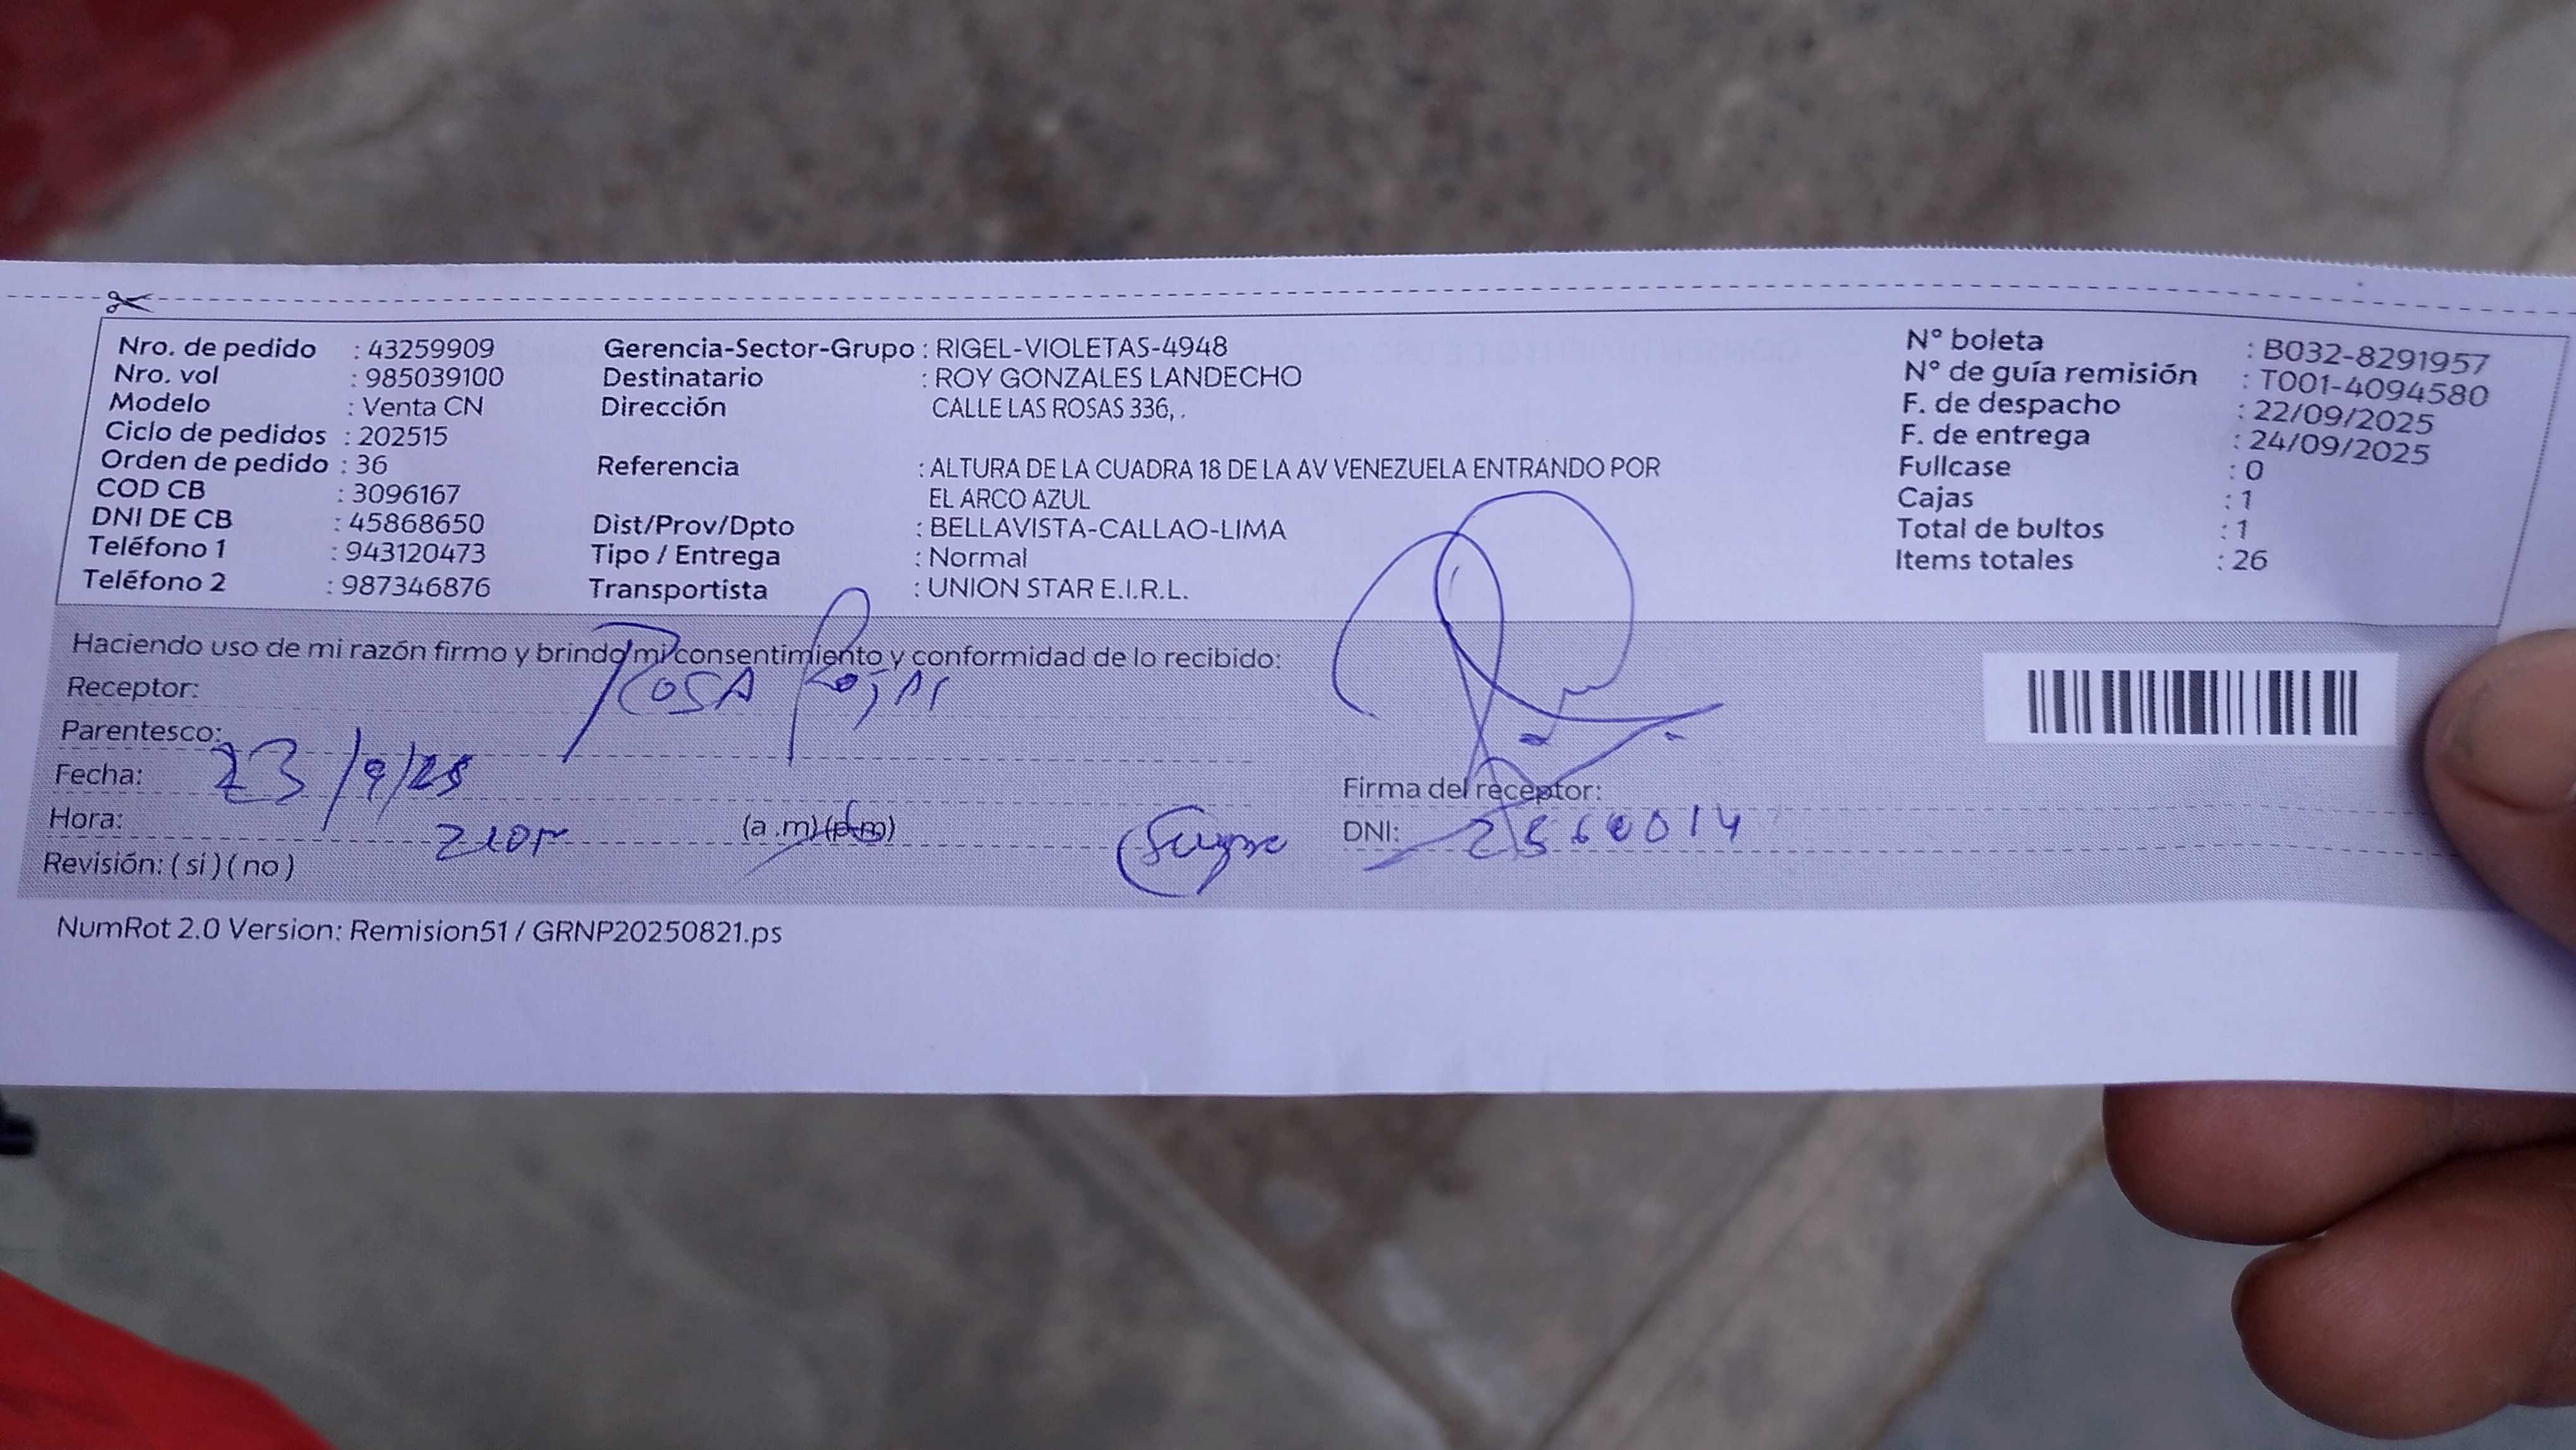 Nro. de pedido : 43259909
Nro. vol : 985039100
Modelo : Venta CN
Ciclo de pedidos : 202515
Orden de pedido : 36
COD CB : 3096167
DNI DE CB : 45868650
Teléfono 1 : 943120473
Teléfono 2 : 987346876
Gerencia-Sector-Grupo : RIGEL-VIOLETAS-4948
Destinatario : ROY GONZALES LANDECHO
Dirección CALLE LAS ROSAS 336, .
Referencia : ALTURA DE LA CUADRA 18 DE LA AV VENEZUELA ENTRANDO POR
EL ARCO AZUL
Dist/Prov/Dpto : BELLAVISTA-CALLAO-LIMA
Tipo / Entrega : Normal
Transportista : UNION STAR E.I.R.L.
Nº boleta : B032-8291957
Nº de guía remisión : T001-4094580
F. de despacho : 22/09/2025
F. de entrega : 24/09/2025
Fullcase : 0
Cajas : 1
Total de bultos : 1
Items totales : 26
Haciendo uso de mi razón firmo y brindo mi consentimiento y conformidad de lo recibido:
Receptor: ROSA Rojas
Parentesco:
Fecha: 23/9/25
Hora: (a .m) (p.m)
Revisión: ( si ) ( no )
Firma del receptor:
DNI:
NumRot 2.0 Version: Remision51 / GRNP20250821.ps